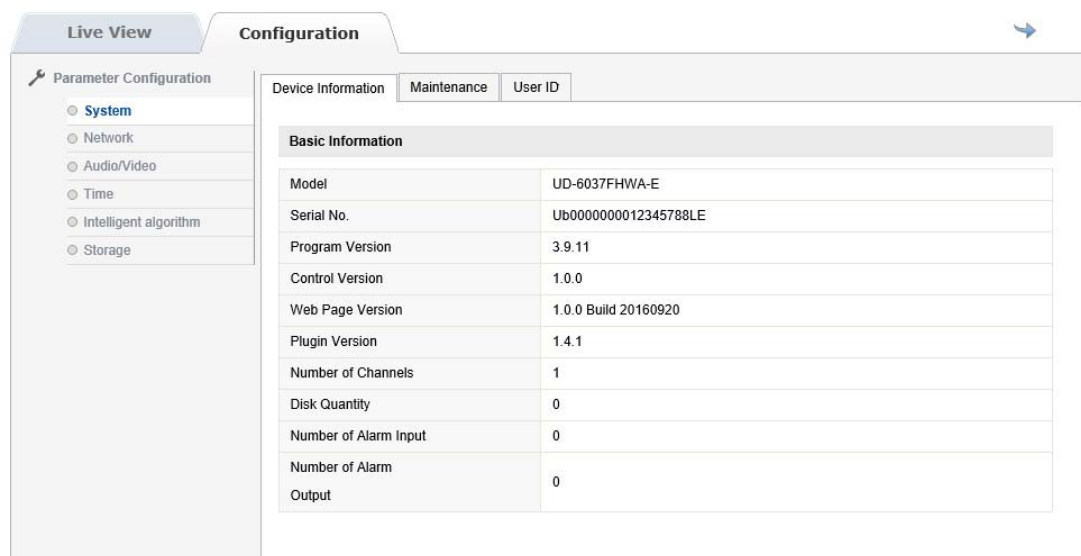 Live View
Configuration
Parameter Configuration
System
Network
Audio/Video
Time
Intelligent algorithm
Storage
Device Information
Maintenance
User ID
Basic Information
Model UD-6037FHWA-E
Serial No. Ub0000000012345788LE
Program Version 3.9.11
Control Version 1.0.0
Web Page Version 1.0.0 Build 20160920
Plugin Version 1.4.1
Number of Channels 1
Disk Quantity 0
Number of Alarm Input 0
Number of Alarm
Output 0